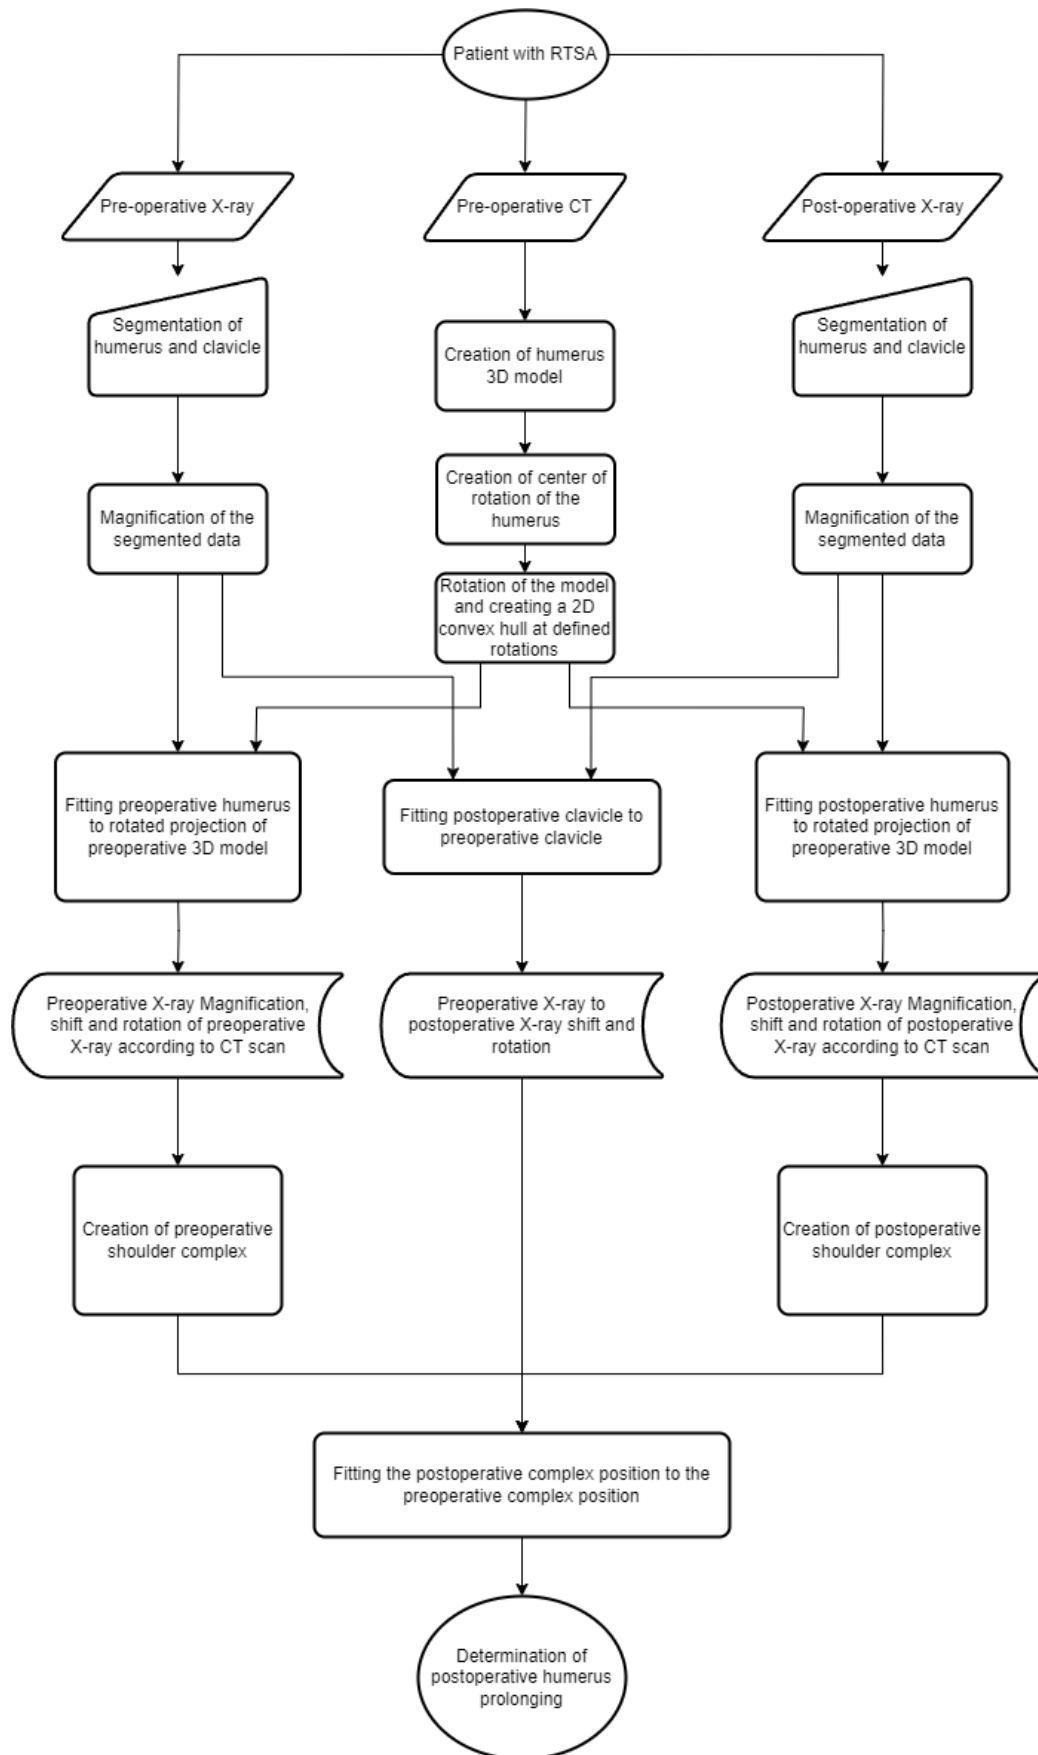 Patient with RTSA
Pre-operative X-ray
Pre-operative CT
Post-operative X-ray
Segmentation of
humerus and clavicle
Creation of humerus
3D model
Segmentation of
humerus and clavicle
Magnification of the
segmented data
Creation of center of
rotation of the
humerus
Magnification of the
segmented data
Rotation of the model
and creating a 2D
convex hull at defined
rotations
Fitting preoperative humerus
to rotated projection of
preoperative 3D model
Fitting postoperative clavicle to
preoperative clavicle
Fitting postoperative humerus
to rotated projection of
preoperative 3D model
Preoperative X-ray Magnification,
shift and rotation of preoperative
X-ray according to CT scan
Preoperative X-ray to
postoperative X-ray shift and
rotation
Postoperative X-ray Magnification,
shift and rotation of postoperative
X-ray according to CT scan
Creation of preoperative
shoulder complex
Creation of postoperative
shoulder complex
Fitting the postoperative complex position to the
preoperative complex position
Determination of
postoperative humerus
prolonging